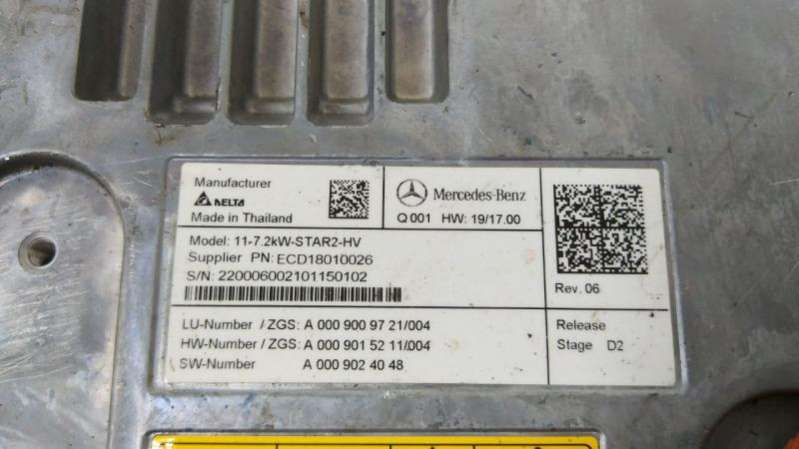 Manufacturer
DELTA
Made in Thailand
Mercedes-Benz
Q 001 HW: 19/17.00
Model: 11-7.2kW-STAR2-HV
Supplier PN: ECD18010026
S/N: 220006002101150102
Rev. 06
LU-Number / ZGS: A 000 900 97 21/004
HW-Number / ZGS: A 000 901 52 11/004
SW-Number A 000 902 40 48
Release
Stage D2